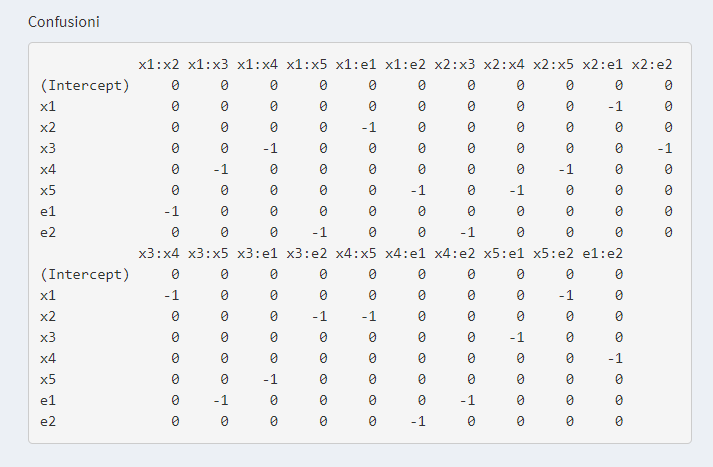 Confusioni
x1:x2 x1:x3 x1:x4 x1:x5 x1:e1 x1:e2 x2:x3 x2:x4 x2:x5 x2:e1 x2:e2
(Intercept) 0 0 0 0 0 0 0 0 0 0 0
x1 0 0 0 0 0 0 0 0 0 -1 0
x2 0 0 0 0 -1 0 0 0 0 0 0
x3 0 0 -1 0 0 0 0 0 0 0 -1
x4 0 -1 0 0 0 0 0 0 -1 0 0
x5 0 0 0 0 0 -1 0 -1 0 0 0
e1 -1 0 0 0 0 0 0 0 0 0 0
e2 0 0 0 -1 0 0 -1 0 0 0 0
x3:x4 x3:x5 x3:e1 x3:e2 x4:x5 x4:e1 x4:e2 x5:e1 x5:e2 e1:e2
(Intercept) 0 0 0 0 0 0 0 0 0 0
x1 -1 0 0 0 0 0 0 0 -1 0
x2 0 0 0 -1 -1 0 0 0 0 0
x3 0 0 0 0 0 0 0 -1 0 0
x4 0 0 0 0 0 0 0 0 0 -1
x5 0 0 -1 0 0 0 0 0 0 0
e1 0 -1 0 0 0 0 -1 0 0 0
e2 0 0 0 0 0 -1 0 0 0 0